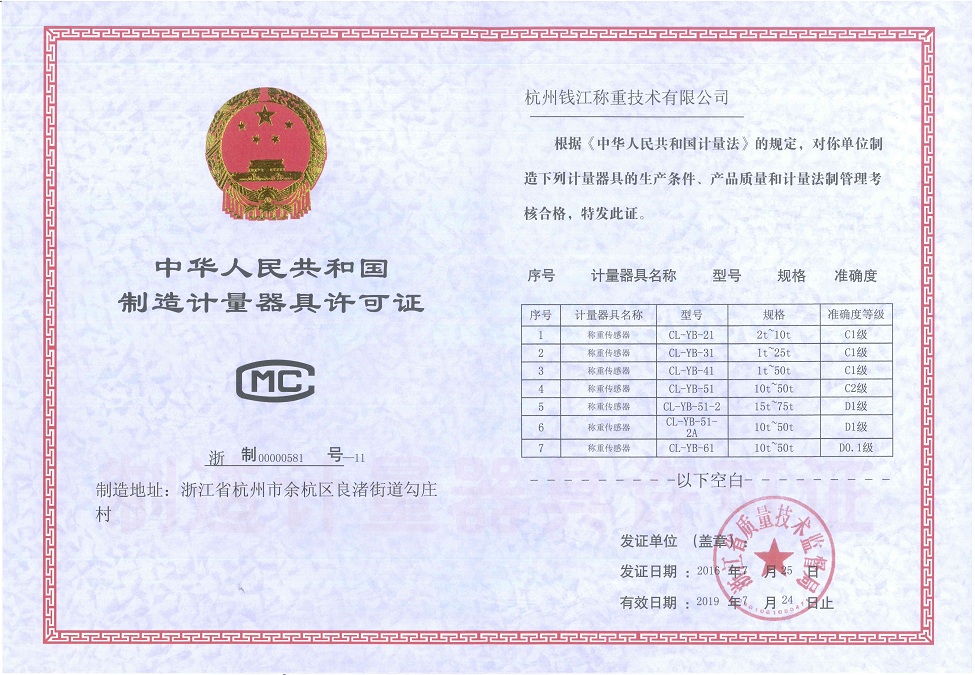 中华人民共和国
制造计量器具许可证
CMC
浙 制00000581 号—11
制造地址：浙江省杭州市余杭区良渚街道勾庄
村
杭州钱江称重技术有限公司
根据《中华人民共和国计量法》的规定，对你单位制
造下列计量器具的生产条件、产品质量和计量法制管理考
核合格，特发此证。
序号 计量器具名称 型号 规格 准确度
序号 计量器具名称 型号 规格 准确度等级
1 称重传感器 CL-YB-21 2t~10t C1级
2 称重传感器 CL-YB-31 1t~25t C1级
3 称重传感器 CL-YB-41 1t~50t C1级
4 称重传感器 CL-YB-51 10t~50t C2级
5 称重传感器 CL-YB-51-2 15t~75t D1级
6 称重传感器 CL-YB-51-2A 10t~50t D1级
7 称重传感器 CL-YB-61 10t~50t D0.1级
以下空白
发证单位（盖章）：
发证日期：2016 年7 月25 日
有效日期：2019 年7 月24 日止
浙江省质量技术监督局